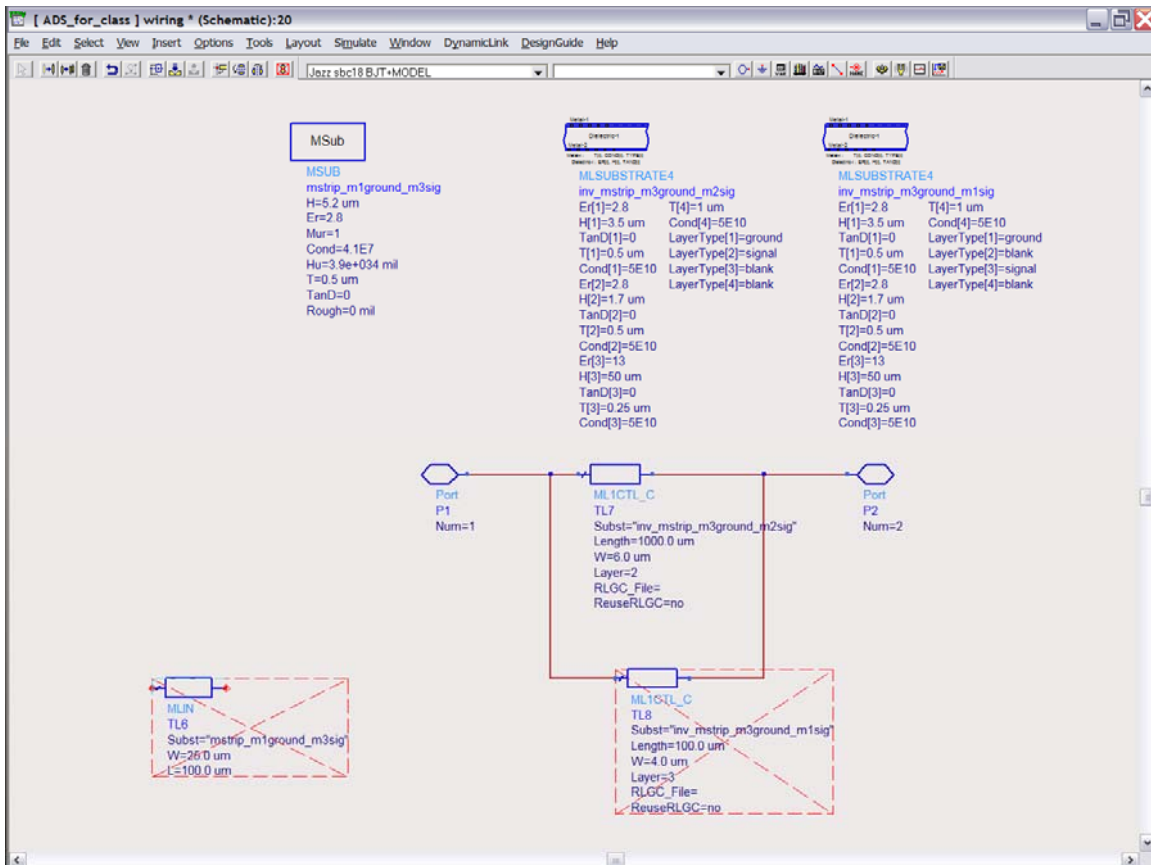 [ ADS_for_class ] wiring * (Schematic):20
File Edit Select View Insert Options Tools Layout Simulate Window DynamicLink DesignGuide Help
Jazz sbc18 BJT+MODEL
MSub
MSUB
mstrip_m1ground_m3sig
H=5.2 um
Er=2.8
Mur=1
Cond=4.1E7
Hu=3.9e+034 mil
T=0.5 um
TanD=0
Rough=0 mil
Metal-1
Dielectric-1
Metal-2
MLSUBSTRATE4
inv_mstrip_m3ground_m2sig
Er[1]=2.8 T[4]=1 um
H[1]=3.5 um Cond[4]=5E10
TanD[1]=0 LayerType[1]=ground
T[1]=0.5 um LayerType[2]=signal
Cond[1]=5E10 LayerType[3]=blank
Er[2]=2.8 LayerType[4]=blank
H[2]=1.7 um
TanD[2]=0
T[2]=0.5 um
Cond[2]=5E10
Er[3]=13
H[3]=50 um
TanD[3]=0
T[3]=0.25 um
Cond[3]=5E10
Metal-1
Dielectric-1
Metal-2
MLSUBSTRATE4
inv_mstrip_m3ground_m1sig
Er[1]=2.8 T[4]=1 um
H[1]=3.5 um Cond[4]=5E10
TanD[1]=0 LayerType[1]=ground
T[1]=0.5 um LayerType[2]=blank
Cond[1]=5E10 LayerType[3]=signal
Er[2]=2.8 LayerType[4]=blank
H[2]=1.7 um
TanD[2]=0
T[2]=0.5 um
Cond[2]=5E10
Er[3]=13
H[3]=50 um
TanD[3]=0
T[3]=0.25 um
Cond[3]=5E10
Port
P1
Num=1
ML1CTL_C
TL7
Subst="inv_mstrip_m3ground_m2sig"
Length=1000.0 um
W=6.0 um
Layer=2
RLGC_File=
ReuseRLGC=no
Port
P2
Num=2
MLIN
TL6
Subst="mstrip_m1ground_m3sig"
W=25.0 um
L=100.0 um
ML1CTL_C
TL8
Subst="inv_mstrip_m3ground_m1sig"
Length=100.0 um
W=4.0 um
Layer=3
RLGC_File=
ReuseRLGC=no